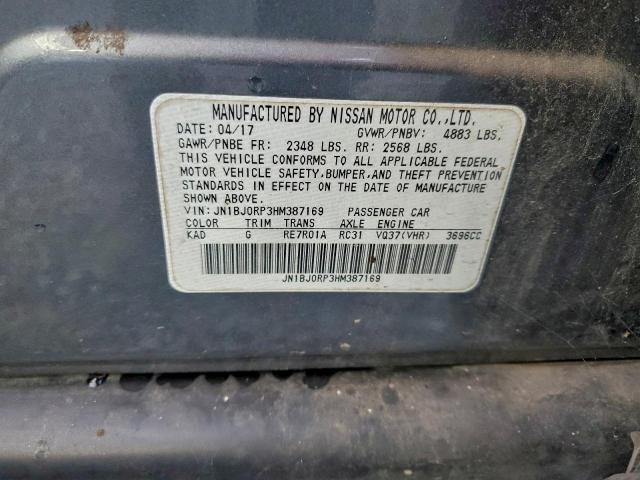 MANUFACTURED BY NISSAN MOTOR CO.,LTD.
DATE: 04/17 GVWR/PNBV: 4883 LBS.
GAWR/PNBE FR: 2348 LBS. RR: 2568 LBS.
THIS VEHICLE CONFORMS TO ALL APPLICABLE FEDERAL
MOTOR VEHICLE SAFETY,BUMPER,AND THEFT PREVENTION
STANDARDS IN EFFECT ON THE DATE OF MANUFACTURE
SHOWN ABOVE.
VIN:JN1BJ0RP3HM387169 PASSENGER CAR
COLOR TRIM TRANS AXLE ENGINE
KAD G RE7R01A RC31 VQ37(VHR) 3696CC
JN1BJ0RP3HM387169